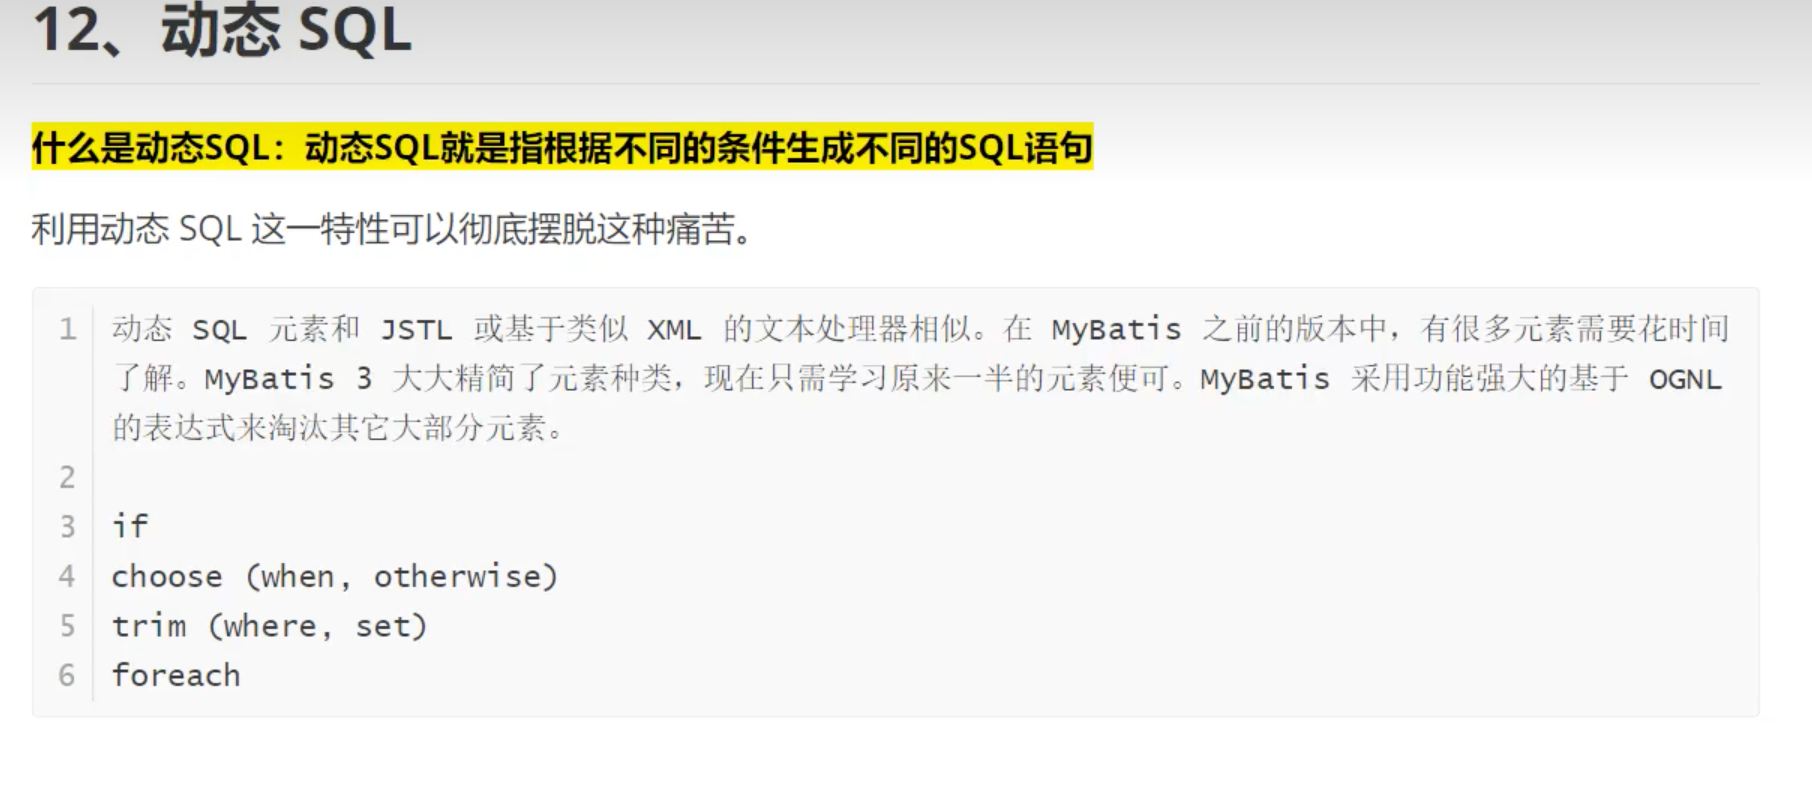 12、动态 SQL
什么是动态SQL：动态SQL就是指根据不同的条件生成不同的SQL语句
利用动态 SQL 这一特性可以彻底摆脱这种痛苦。
1 动态 SQL 元素和 JSTL 或基于类似 XML 的文本处理器相似。在 MyBatis 之前的版本中，有很多元素需要花时间
了解。MyBatis 3 大大精简了元素种类，现在只需学习原来一半的元素便可。MyBatis 采用功能强大的基于 OGNL
的表达式来淘汰其它大部分元素。
2
3 if
4 choose (when, otherwise)
5 trim (where, set)
6 foreach